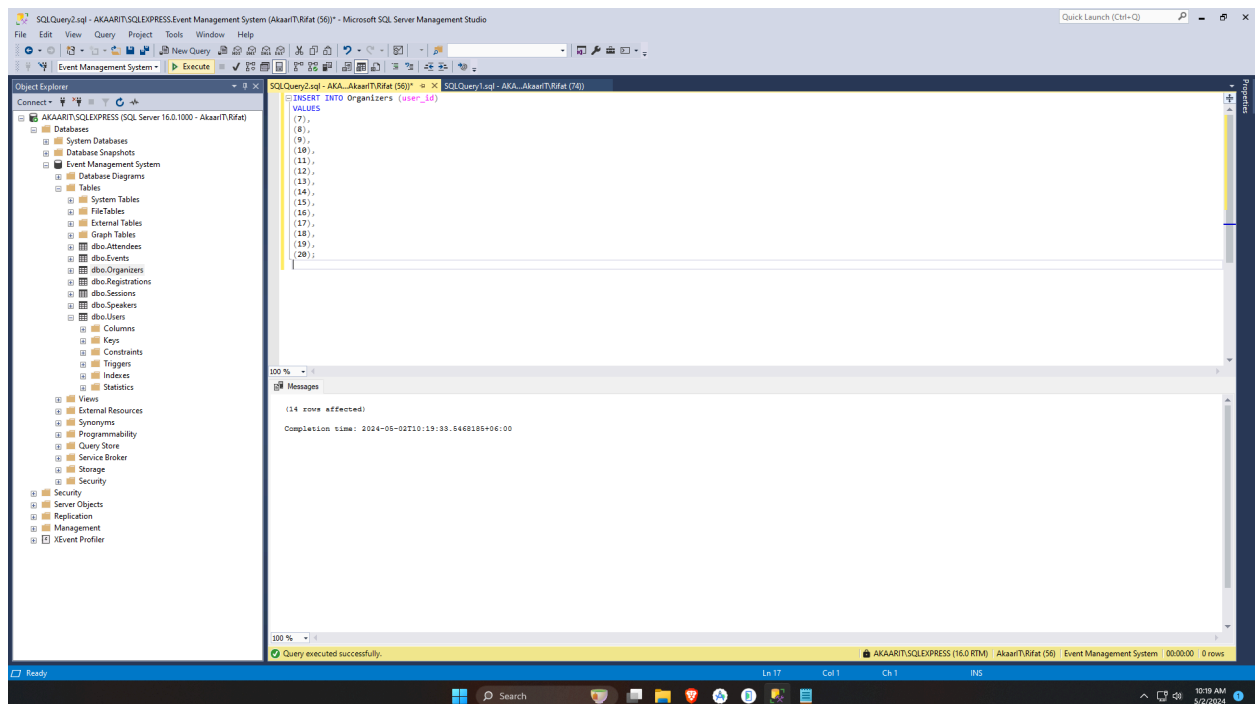 SQLQuery2.sql - AKAARIT\SQLEXPRESS.Event Management System (AkaarIT\Rifat (56))* - Microsoft SQL Server Management Studio
Quick Launch (Ctrl+Q)
File Edit View Query Project Tools Window Help
New Query
Event Management System
Execute
Object Explorer
Connect
AKAARIT\SQLEXPRESS (SQL Server 16.0.1000 - AkaarIT\Rifat)
Databases
System Databases
Database Snapshots
Event Management System
Database Diagrams
Tables
System Tables
FileTables
External Tables
Graph Tables
dbo.Attendees
dbo.Events
dbo.Organizers
dbo.Registrations
dbo.Sessions
dbo.Speakers
dbo.Users
Columns
Keys
Constraints
Triggers
Indexes
Statistics
Views
External Resources
Synonyms
Programmability
Query Store
Service Broker
Storage
Security
Security
Server Objects
Replication
Management
XEvent Profiler
SQLQuery2.sql - AKA...AkaarIT\Rifat (56))* SQLQuery1.sql - AKA...AkaarIT\Rifat (74))
INSERT INTO Organizers (user_id)
VALUES
(7),
(8),
(9),
(10),
(11),
(12),
(13),
(14),
(15),
(16),
(17),
(18),
(19),
(20);
100 %
Messages
(14 rows affected)
Completion time: 2024-05-02T10:19:33.5468185+06:00
100 %
Query executed successfully.
AKAARIT\SQLEXPRESS (16.0 RTM) AkaarIT\Rifat (56) Event Management System 00:00:00 0 rows
Properties
Ready
Ln 17 Col 1 Ch 1 INS
Search
10:19 AM
5/2/2024
1